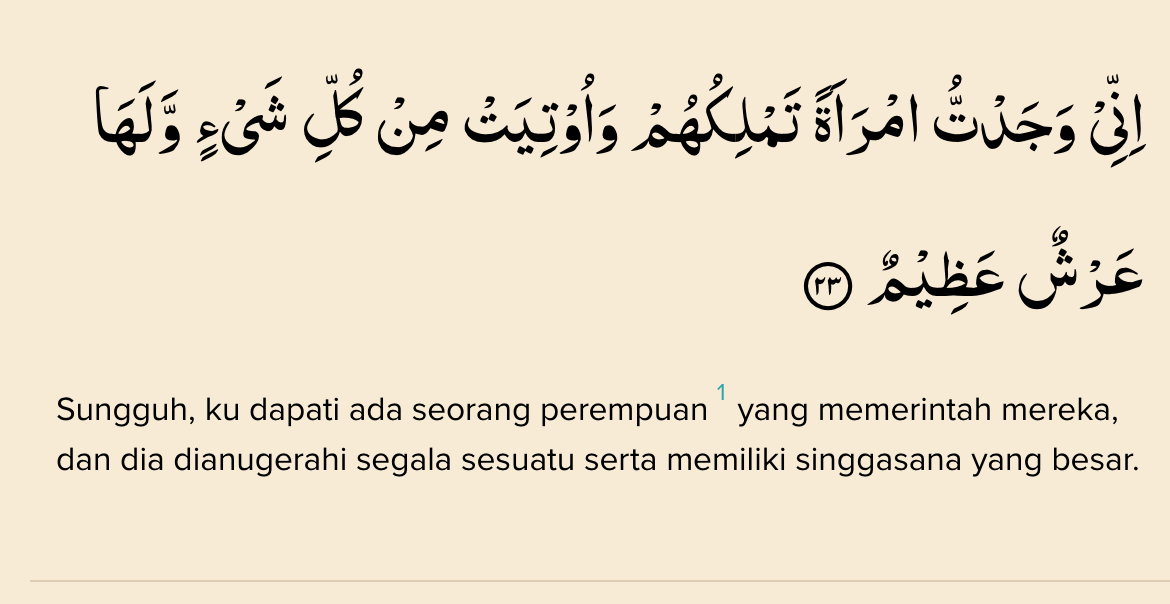 اِنِّيْ وَجَدْتُّ امْرَاَةً تَمْلِكُهُمْ وَاُوْتِيَتْ مِنْ كُلِّ شَيْءٍ وَّلَهَا
عَرْشٌ عَظِيْمٌ ٢٣
Sungguh, ku dapati ada seorang perempuan 1 yang memerintah mereka,
dan dia dianugerahi segala sesuatu serta memiliki singgasana yang besar.